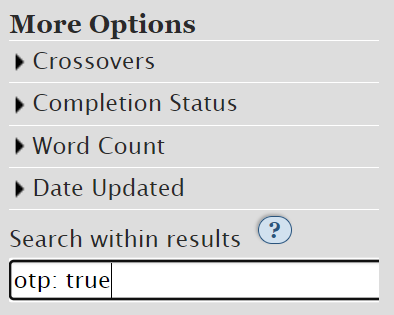 More Options
Crossovers
Completion Status
Word Count
Date Updated
Search within results ?
otp: true